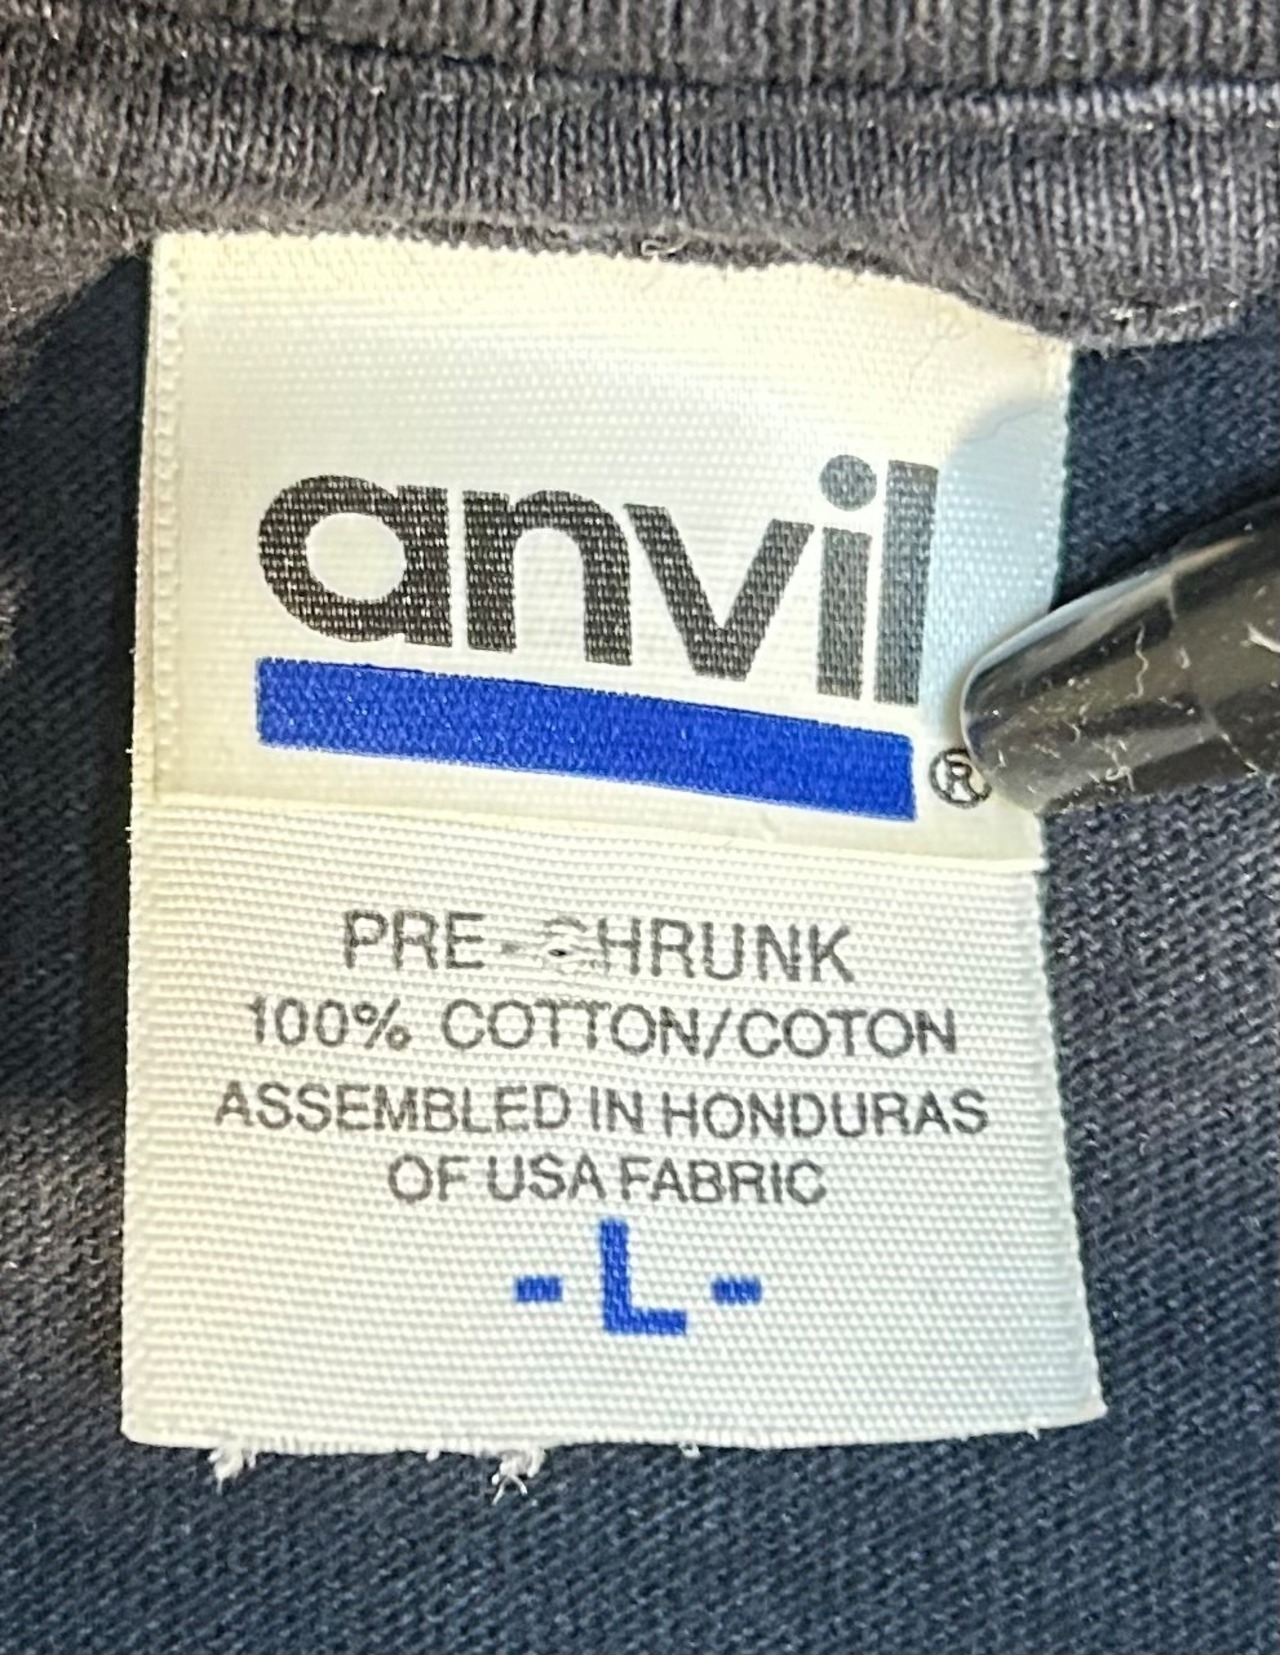 anvil
®
PRE-SHRUNK
100% COTTON/COTON
ASSEMBLED IN HONDURAS
OF USA FABRIC
-L-